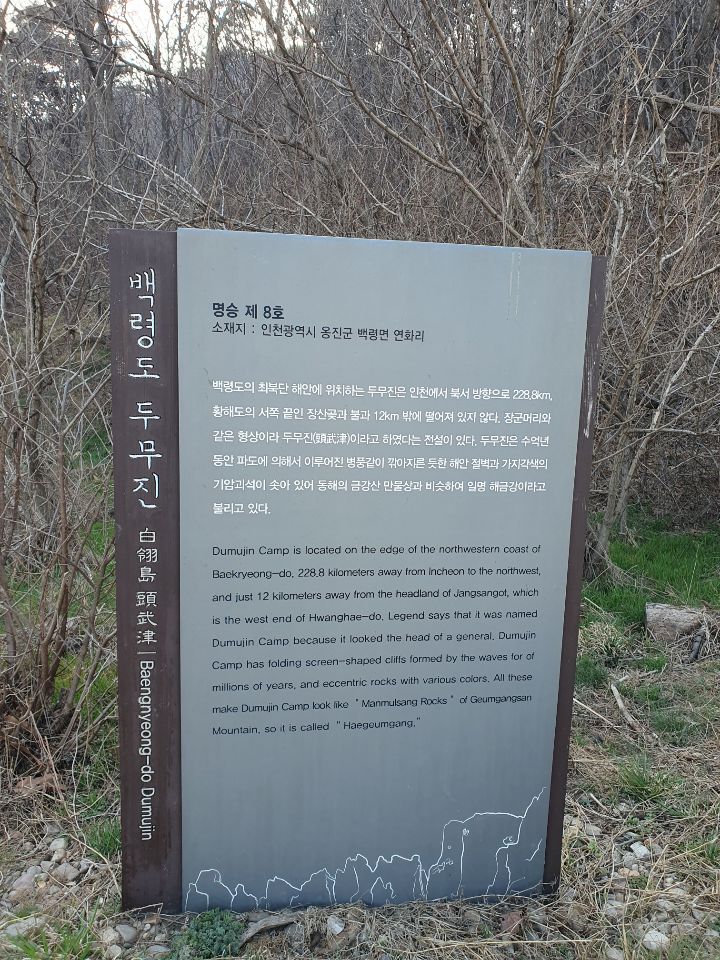 백령도 두무진 白翎島 頭武津 Baengnyeong-do Dumujin
명승 제 8호
소재지 : 인천광역시 옹진군 백령면 연화리
백령도의 최북단 해안에 위치하는 두무진은 인천에서 북서 방향으로 228.8km,
황해도의 서쪽 끝인 장산곶과 불과 12km 밖에 떨어져 있지 않다. 장군머리와
같은 형상이라 두무진(頭武津)이라고 하였다는 전설이 있다. 두무진은 수억년
동안 파도에 의해서 이루어진 병풍같이 깎아지른 듯한 해안 절벽과 가지각색의
기암괴석이 솟아 있어 동해의 금강산 만물상과 비슷하여 일명 해금강이라고
불리고 있다.
Dumujin Camp is located on the edge of the northwestern coast of
Baekryeong-do, 228.8 kilometers away from Incheon to the northwest,
and just 12 kilometers away from the headland of Jangsangot, which
is the west end of Hwanghae-do. Legend says that it was named
Dumujin Camp because it looked the head of a general. Dumujin
Camp has folding screen-shaped cliffs formed by the waves for of
millions of years, and eccentric rocks with various colors. All these
make Dumujin Camp look like "Manmulsang Rocks" of Geumgangsan
Mountain, so it is called "Haegeumgang."